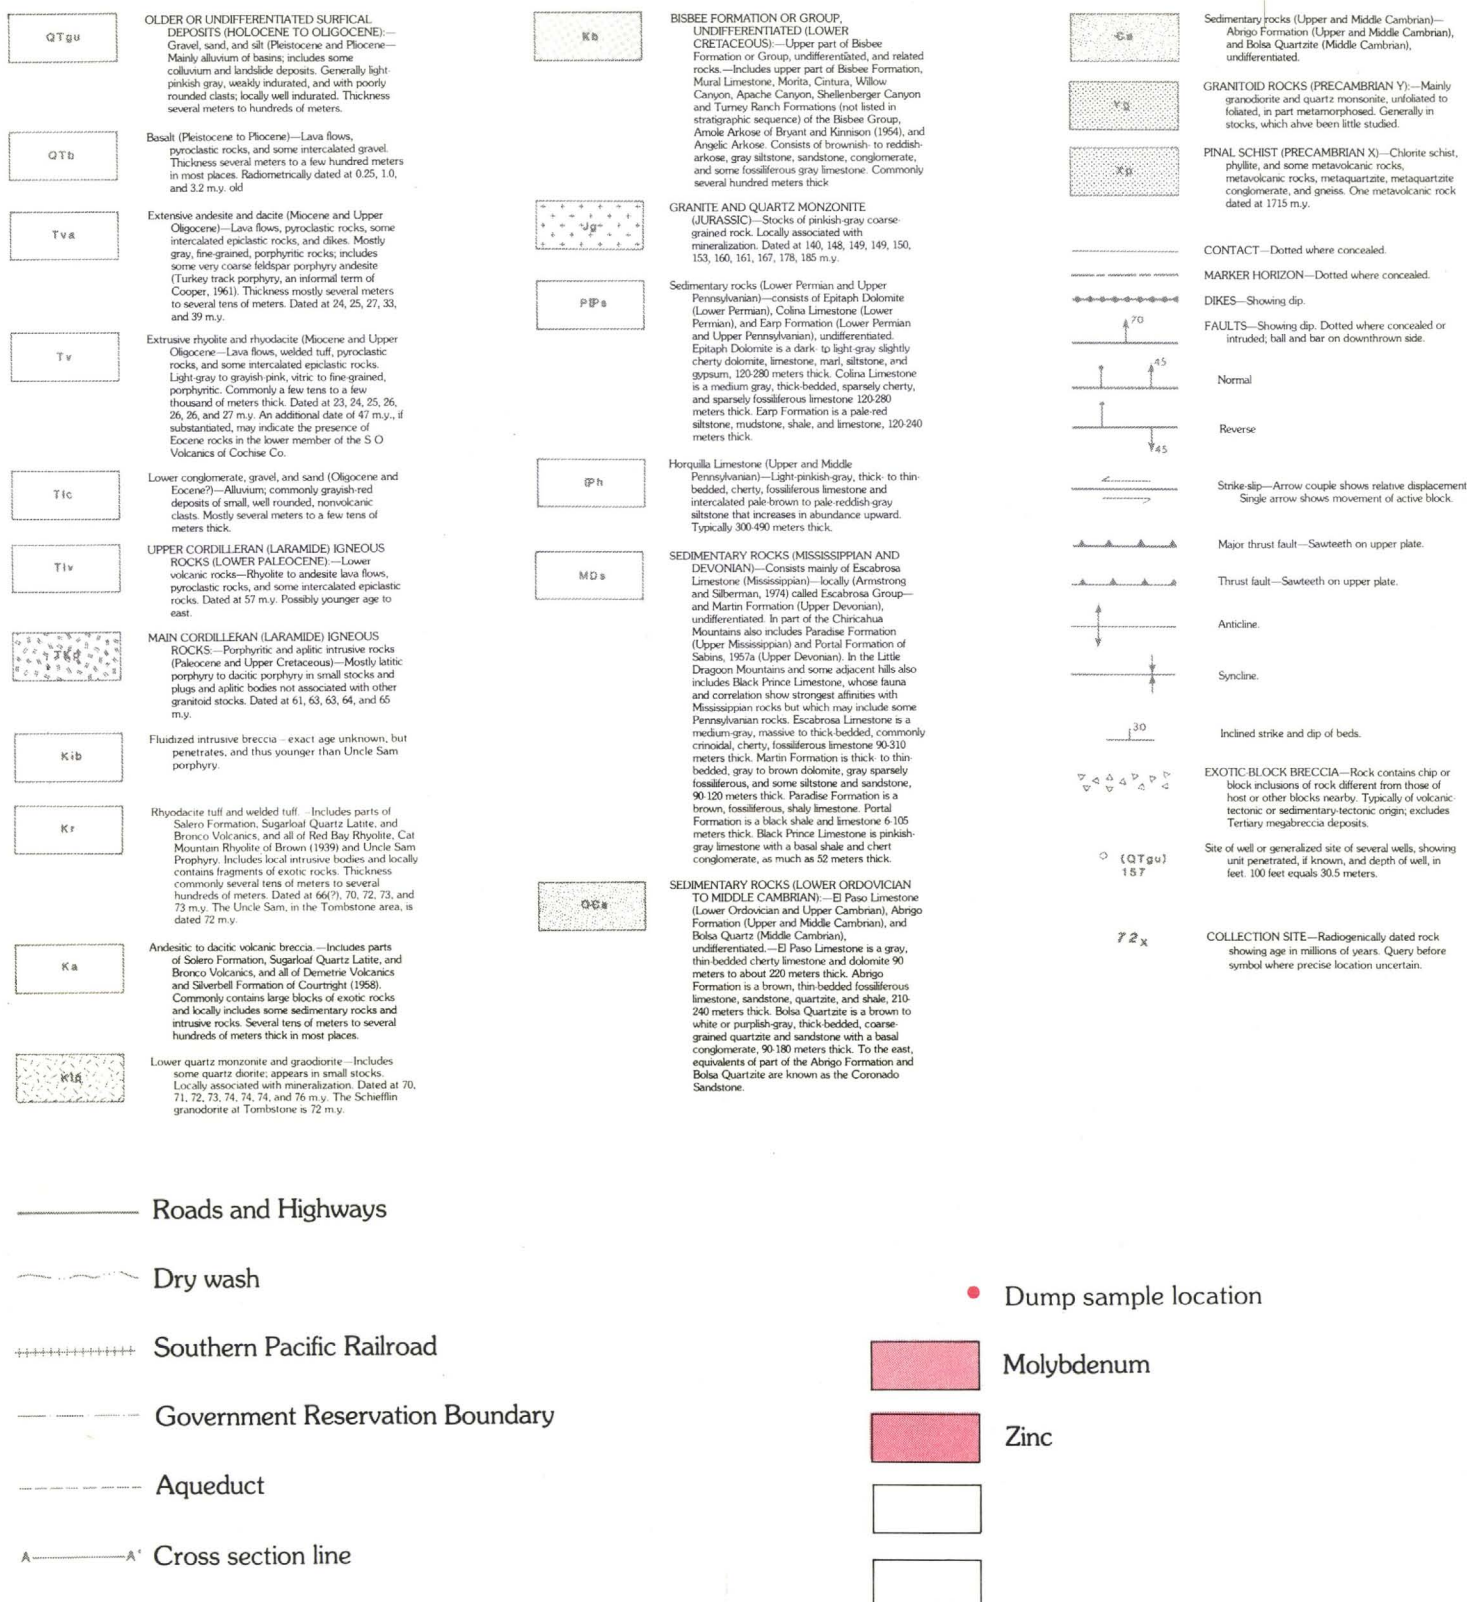 QTgu
OLDER OR UNDIFFERENTIATED SURFICAL
DEPOSITS (HOLOCENE TO OLIGOCENE):—
Gravel, sand, and silt (Pleistocene and Pliocene—
Mainly alluvium of basins; includes some
colluvium and landslide deposits. Generally light-
pinkish gray, weakly indurated, and with poorly
rounded clasts; locally well indurated. Thickness
several meters to hundreds of meters.
QTb
Basalt (Pleistocene to Pliocene)—Lava flows,
pyroclastic rocks, and some intercalated gravel.
Thickness several meters to a few hundred meters
in most places. Radiometrically dated at 0.25, 1.0,
and 3.2 m.y. old
Tva
Extensive andesite and dacite (Miocene and Upper
Oligocene)—Lava flows, pyroclastic rocks, some
intercalated epiclastic rocks, and dikes. Mostly
gray, fine-grained, porphyritic rocks; includes
some very coarse feldspar porphyry andesite
(Turkey track porphyry, an informal term of
Cooper, 1961). Thickness mostly several meters
to several tens of meters. Dated at 24, 25, 27, 33,
and 39 m.y.
Tv
Extrusive rhyolite and rhyodacite (Miocene and Upper
Oligocene—Lava flows, welded tuff, pyroclastic
rocks, and some intercalated epiclastic rocks.
Light-gray to grayish-pink, vitric to fine-grained,
porphyritic. Commonly a few tens to a few
thousand of meters thick. Dated at 23, 24, 25, 26,
26, 26, and 27 m.y. An additional date of 47 m.y., if
substantiated, may indicate the presence of
Eocene rocks in the lower member of the S O
Volcanics of Cochise Co.
Tlc
Lower conglomerate, gravel, and sand (Oligocene and
Eocene?)—Alluvium; commonly grayish-red
deposits of small, well rounded, nonvolcanic
clasts. Mostly several meters to a few tens of
meters thick.
Tlv
UPPER CORDILLERAN (LARAMIDE) IGNEOUS
ROCKS (LOWER PALEOCENE):—Lower
volcanic rocks—Rhyolite to andesite lava flows,
pyroclastic rocks, and some intercalated epiclastic
rocks. Dated at 57 m.y. Possibly younger age to
east.
MAIN CORDILLERAN (LARAMIDE) IGNEOUS
ROCKS:—Porphyritic and aplitic intrusive rocks
(Paleocene and Upper Cretaceous)—Mostly latitic
porphyry to dacitic porphyry in small stocks and
plugs and aplitic bodies not associated with other
granitoid stocks. Dated at 61, 63, 63, 64, and 65
m.y.
Kib
Fluidized intrusive breccia – exact age unknown, but
penetrates, and thus younger than Uncle Sam
porphyry.
Kr
Rhyodacite tuff and welded tuff. –Includes parts of
Salero Formation, Sugarloaf Quartz Latite, and
Bronco Volcanics, and all of Red Bay Rhyolite, Cat
Mountain Rhyolite of Brown (1939) and Uncle Sam
Prophyry. Includes local intrusive bodies and locally
contains fragments of exotic rocks. Thickness
commonly several tens of meters to several
hundreds of meters. Dated at 66(?), 70, 72, 73, and
73 m.y. The Uncle Sam, in the Tombstone area, is
dated 72 m.y.
Ka
Andesitic to dacitic volcanic breccia.—Includes parts
of Solero Formation, Sugarloaf Quartz Latite, and
Bronco Volcanics, and all of Demetrie Volcanics
and Silverbell Formation of Courtright (1958).
Commonly contains large blocks of exotic rocks
and locally includes some sedimentary rocks and
intrusive rocks. Several tens of meters to several
hundreds of meters thick in most places.
Klg
Lower quartz monzonite and graodiorite—Includes
some quartz diorite; appears in small stocks.
Locally associated with mineralization. Dated at 70,
71, 72, 73, 74, 74, 74, and 76 m.y. The Schiefflin
granodorite at Tombstone is 72 m.y.
Kb
BISBEE FORMATION OR GROUP,
UNDIFFERENTIATED (LOWER
CRETACEOUS):—Upper part of Bisbee
Formation or Group, undifferentiated, and related
rocks.—Includes upper part of Bisbee Formation,
Mural Limestone, Morita, Cintura, Willow
Canyon, Apache Canyon, Shellenberger Canyon
and Turney Ranch Formations (not listed in
stratigraphic sequence) of the Bisbee Group,
Amole Arkose of Bryant and Kinnison (1954), and
Angelic Arkose. Consists of brownish- to reddish-
arkose, gray siltstone, sandstone, conglomerate,
and some fossiliferous gray limestone. Commonly
several hundred meters thick
Jg
GRANITE AND QUARTZ MONZONITE
(JURASSIC)—Stocks of pinkish-gray coarse-
grained rock. Locally associated with
mineralization. Dated at 140, 148, 149, 149, 150,
153, 160, 161, 167, 178, 185 m.y.
PIPs
Sedimentary rocks (Lower Permian and Upper
Pennsylvanian)—consists of Epitaph Dolomite
(Lower Permian), Colina Limestone (Lower
Permian), and Earp Formation (Lower Permian
and Upper Pennsylvanian), undifferentiated.
Epitaph Dolomite is a dark- to light-gray slightly
cherty dolomite, limestone, marl, siltstone, and
gypsum, 120-280 meters thick. Colina Limestone
is a medium gray, thick-bedded, sparsely cherty,
and sparsely fossiliferous limestone 120-280
meters thick. Earp Formation is a pale-red
siltstone, mudstone, shale, and limestone, 120-240
meters thick.
IPh
Horquilla Limestone (Upper and Middle
Pennsylvanian)—Light-pinkish-gray, thick- to thin-
bedded, cherty, fossiliferous limestone and
intercalated pale-brown to pale-reddish-gray
siltstone that increases in abundance upward.
Typically 300-490 meters thick.
MDs
SEDIMENTARY ROCKS (MISSISSIPPIAN AND
DEVONIAN)—Consists mainly of Escabrosa
Limestone (Mississippian)—locally (Armstrong
and Silberman, 1974) called Escabrosa Group—
and Martin Formation (Upper Devonian),
undifferentiated. In part of the Chiricahua
Mountains also includes Paradise Formation
(Upper Mississippian) and Portal Formation of
Sabins, 1957a (Upper Devonian). In the Little
Dragoon Mountains and some adjacent hills also
includes Black Prince Limestone, whose fauna
and correlation show strongest affinities with
Mississippian rocks but which may include some
Pennsylvanian rocks. Escabrosa Limestone is a
medium-gray, massive to thick-bedded, commonly
crinoidal, cherty, fossiliferous limestone 90-310
meters thick. Martin Formation is thick- to thin-
bedded, gray to brown dolomite, gray sparsely
fossiliferous, and some siltstone and sandstone,
90-120 meters thick. Paradise Formation is a
brown, fossiliferous, shaly limestone. Portal
Formation is a black shale and limestone 6-105
meters thick. Black Prince Limestone is pinkish-
gray limestone with a basal shale and chert
conglomerate, as much as 52 meters thick.
O€s
SEDIMENTARY ROCKS (LOWER ORDOVICIAN
TO MIDDLE CAMBRIAN):—El Paso Limestone
(Lower Ordovician and Upper Cambrian), Abrigo
Formation (Upper and Middle Cambrian), and
Bolsa Quartz (Middle Cambrian),
undifferentiated.—El Paso Limestone is a gray,
thin-bedded cherty limestone and dolomite 90
meters to about 220 meters thick. Abrigo
Formation is a brown, thin-bedded fossiliferous
limestone, sandstone, quartzite, and shale, 210-
240 meters thick. Bolsa Quartzite is a brown to
white or purplish-gray, thick-bedded, coarse-
grained quartzite and sandstone with a basal
conglomerate, 90-180 meters thick. To the east,
equivalents of part of the Abrigo Formation and
Bolsa Quartzite are known as the Coronado
Sandstone.
€s
Sedimentary rocks (Upper and Middle Cambrian)—
Abrigo Formation (Upper and Middle Cambrian),
and Bolsa Quartzite (Middle Cambrian),
undifferentiated.
Yg
GRANITOID ROCKS (PRECAMBRIAN Y):—Mainly
granodiorite and quartz monsonite, unfoliated to
foliated, in part metamorphosed. Generally in
stocks, which ahve been little studied.
Xp
PINAL SCHIST (PRECAMBRIAN X)—Chlorite schist,
phyllite, and some metavolcanic rocks,
metavolcanic rocks, metaquartzite, metaquartzite
conglomerate, and gneiss. One metavolcanic rock
dated at 1715 m.y.
CONTACT—Dotted where concealed.
MARKER HORIZON—Dotted where concealed.
DIKES—Showing dip.
70
FAULTS—Showing dip. Dotted where concealed or
intruded; ball and bar on downthrown side.
45
Normal
Reverse
45
Strike-slip—Arrow couple shows relative displacement
Single arrow shows movement of active block.
Major thrust fault—Sawteeth on upper plate.
Thrust fault—Sawteeth on upper plate.
Anticline.
Syncline.
30
Inclined strike and dip of beds.
EXOTIC-BLOCK BRECCIA—Rock contains chip or
block inclusions of rock different from those of
host or other blocks nearby. Typically of volcanic-
tectonic or sedimentary-tectonic origin; excludes
Tertiary megabreccia deposits.
(QTgu)
157
Site of well or generalized site of several wells, showing
unit penetrated, if known, and depth of well, in
feet. 100 feet equals 30.5 meters.
72x
COLLECTION SITE—Radiogenically dated rock
showing age in millions of years. Query before
symbol where precise location uncertain.
Roads and Highways
Dry wash
Southern Pacific Railroad
Government Reservation Boundary
Aqueduct
A A' Cross section line
Dump sample location
Molybdenum
Zinc